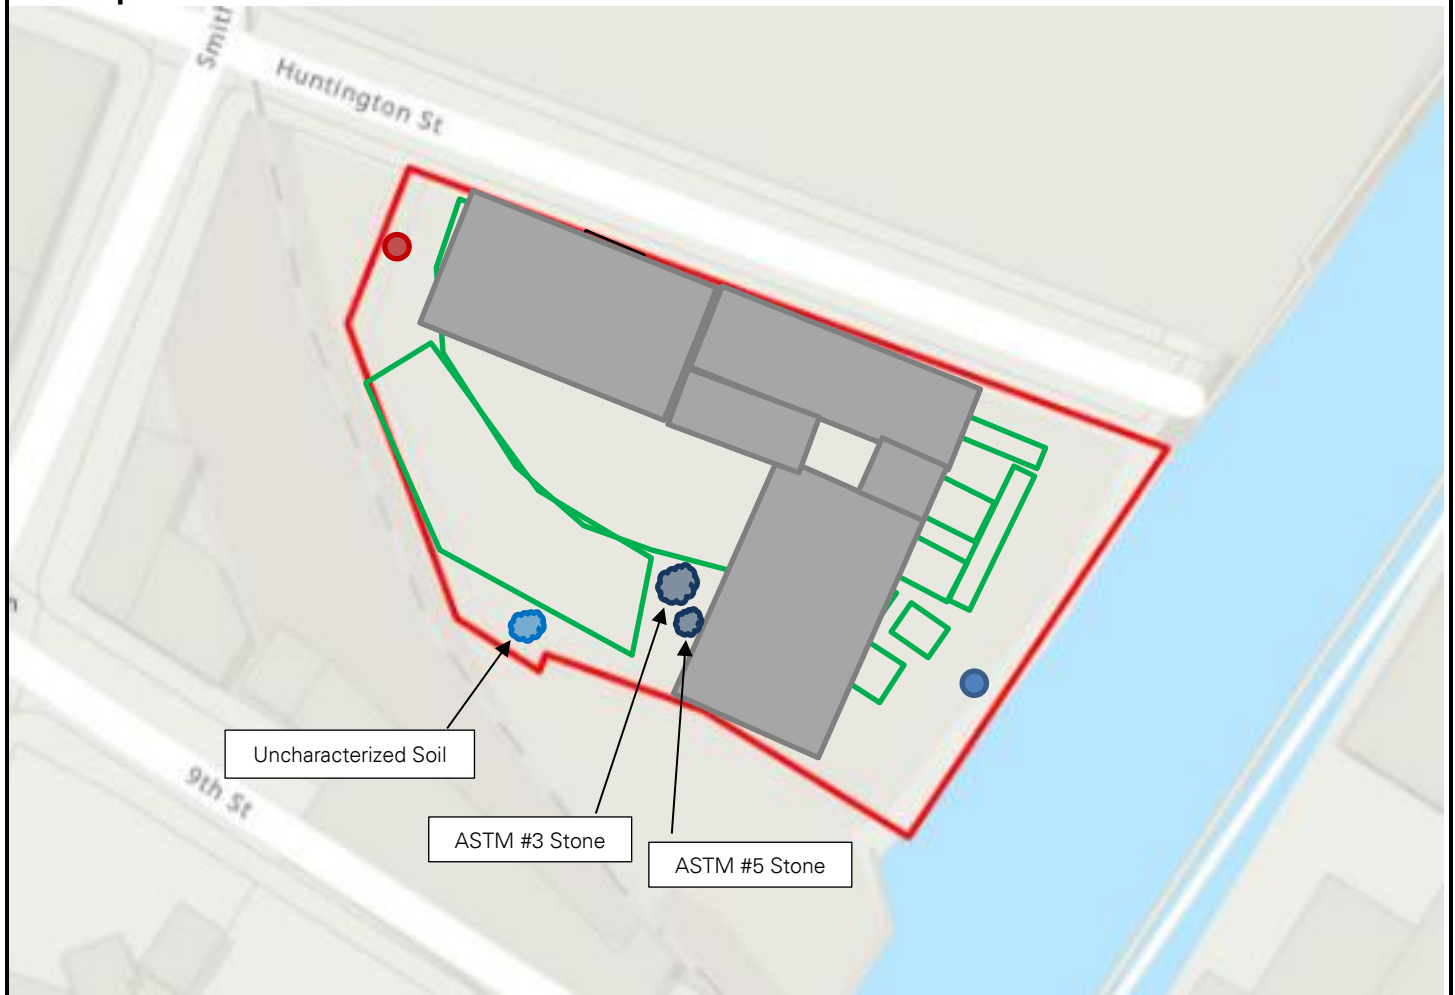 Smith
Huntington St
Uncharacterized Soil
9th St
ASTM #3 Stone
ASTM #5 Stone